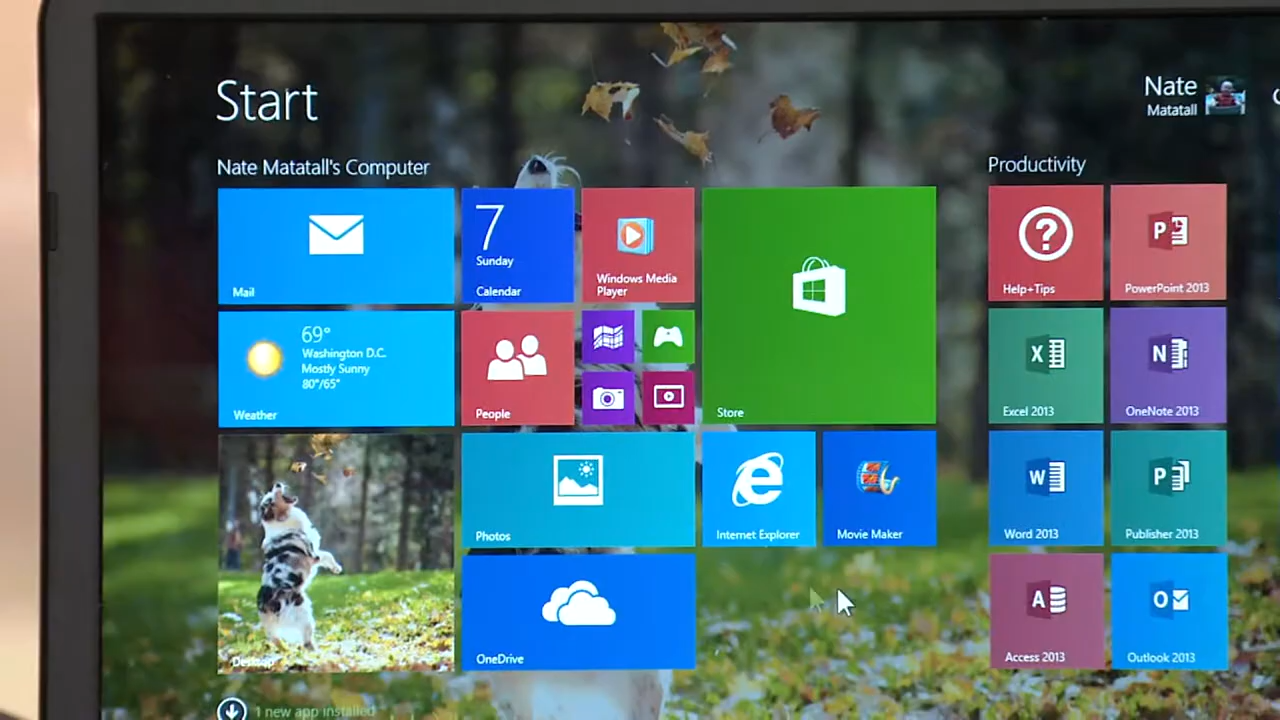 Start
Nate
Matatall
Nate Matatall's Computer
Productivity
Mail
7
Sunday
Calendar
Windows Media
Player
Store
Help+Tips
PowerPoint 2013
69°
Washington D.C.
Mostly Sunny
80°/65°
Weather
People
Excel 2013
OneNote 2013
Desktop
Photos
Internet Explorer
Movie Maker
Word 2013
Publisher 2013
OneDrive
Access 2013
Outlook 2013
1 new app installed